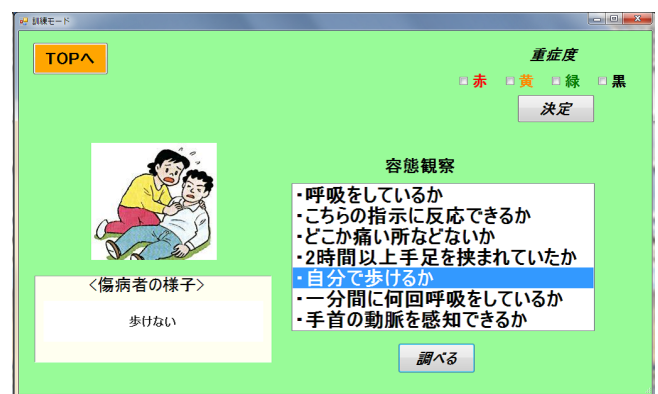 訓練モード
TOPへ
重症度
赤 黄 緑 黒
決定
容態観察
・呼吸をしているか
・こちらの指示に反応できるか
・どこか痛い所などないか
・2時間以上手足を挟まれていたか
・自分で歩けるか
・一分間に何回呼吸をしているか
・手首の動脈を感知できるか
<傷病者の様子>
歩けない
調べる